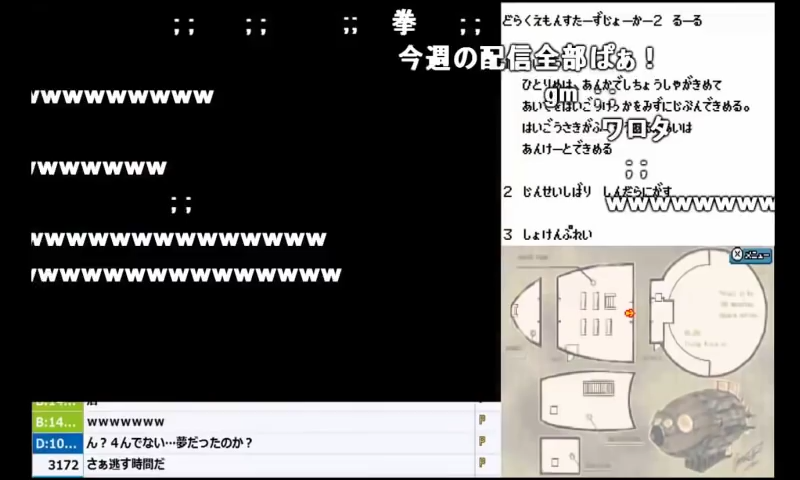 ;; ;; ;; 拳 ;;
どらくえもんすたーずじょーかー2 るーる
今週の配信全部ぱぁ！
ひとりめは、あんかでしちょうしゃがきめて
wwwwwwwwww
gm ;;
はいごうさきが
ワロタ
あんけーとできめる
wwwwwwww
;;
2 じんせいしばり しんだらにがす
;;
wwwwwwwwww
3 しょけんぷれい
wwwwwwwwwwwwwwww
メニュー
wwwwwwwwwwwwwwwww
B:14...
B:14... wwwwwww
D:10... ん？4んでない…夢だったのか？
3172 さぁ逃す時間だ